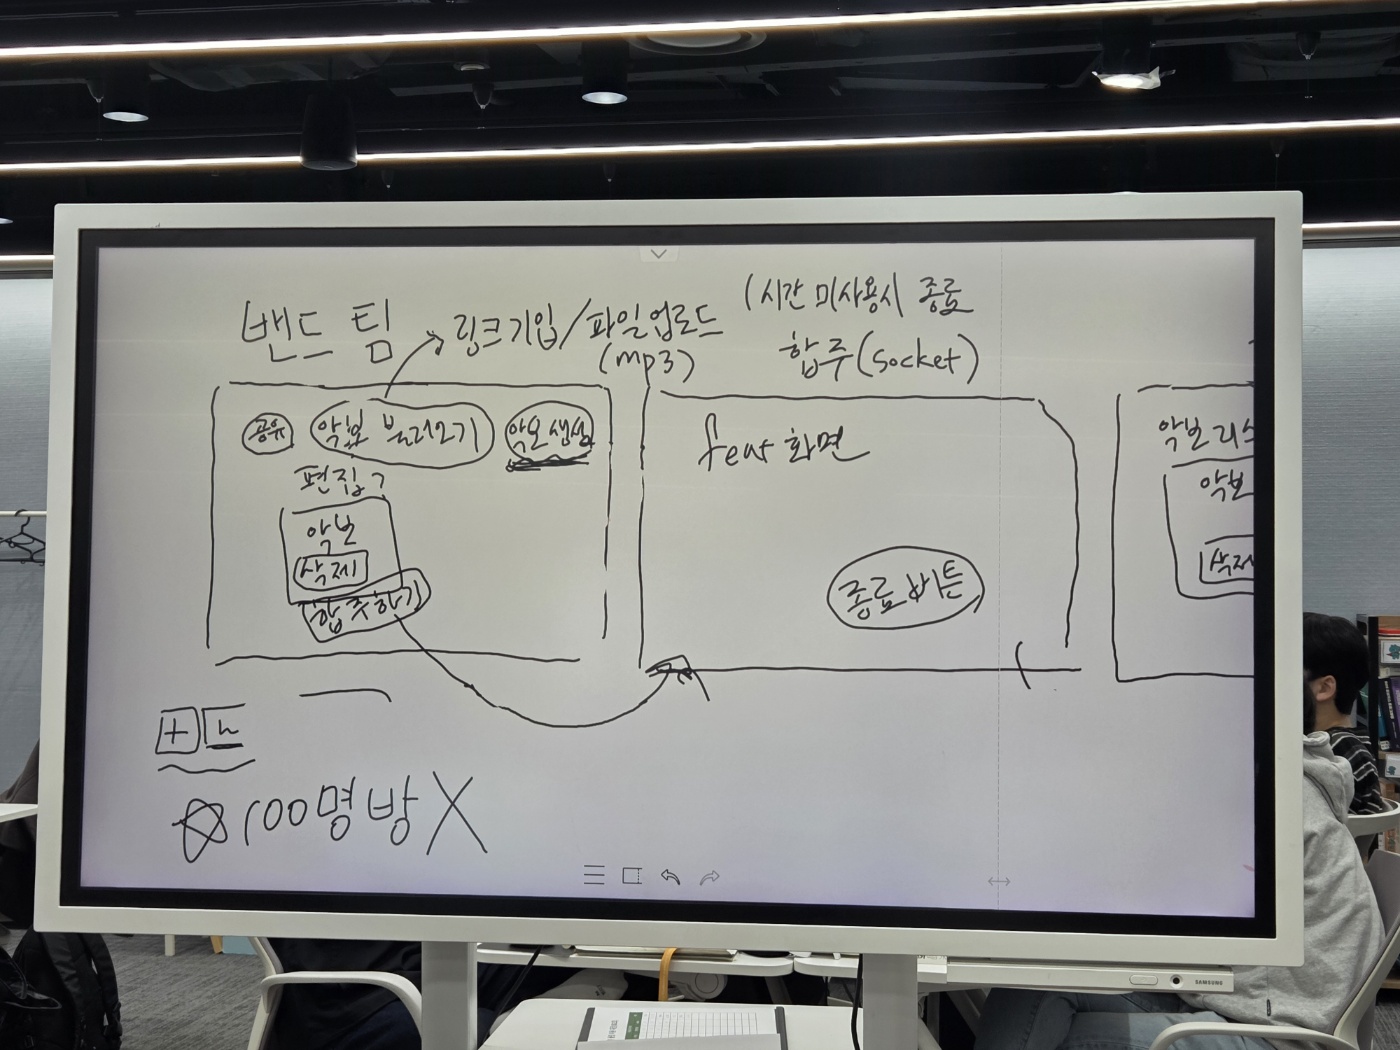 밴드 팀
링크기입/파일업로드
(mp3)
1시간 미사용시 종료
합주(Socket)
공유
악보 불러오기
악보생성
편집
악보
삭제
합주하기
feat 화면
종료버튼
악보리스
악보
삭제
100명방 X
SAMSUNG